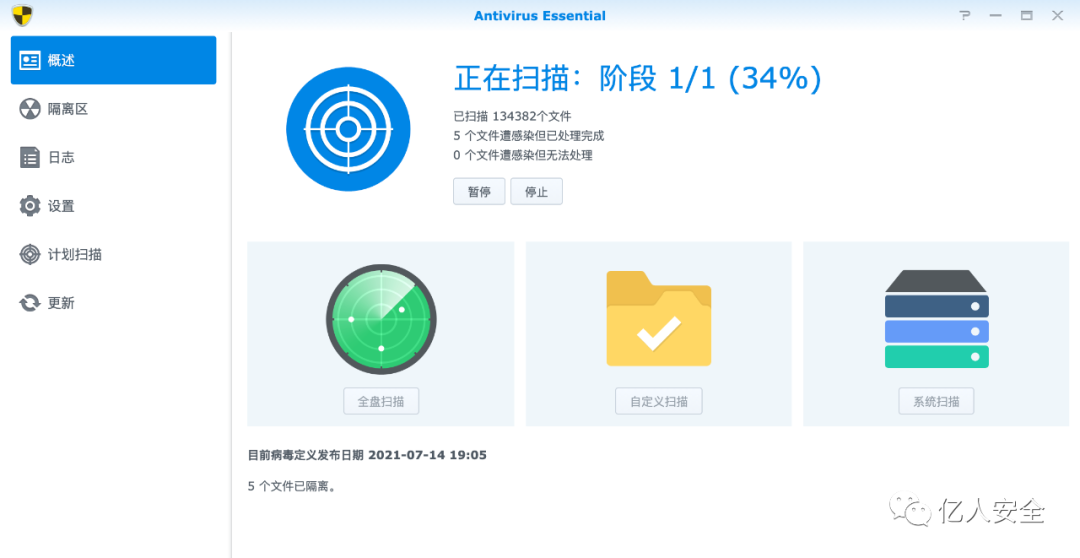 Antivirus Essential
概述
隔离区
日志
设置
计划扫描
更新
正在扫描：阶段 1/1 (34%)
已扫描 134382个文件
5 个文件遭感染但已处理完成
0 个文件遭感染但无法处理
暂停 停止
全盘扫描 自定义扫描 系统扫描
目前病毒定义发布日期 2021-07-14 19:05
5 个文件已隔离。
亿人安全